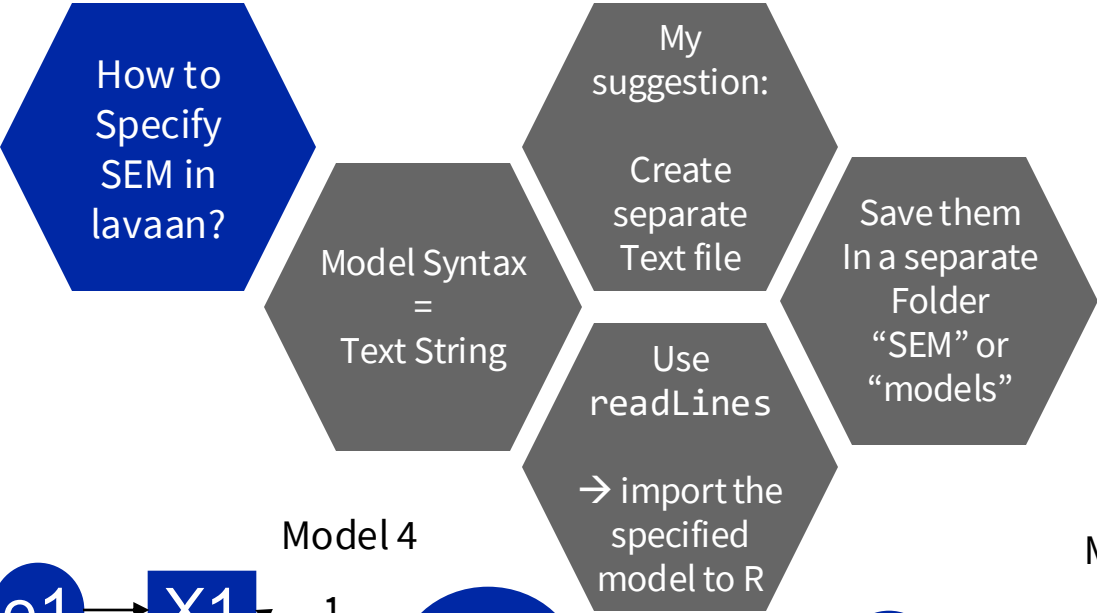 How to
Specify
SEM in
lavaan?
Model Syntax
=
Text String
My
suggestion:
Create
separate
Text file
Save them
In a separate
Folder
“SEM” or
“models”
Use
readLines
→ import the
specified
model to R
Model 4
X1
1